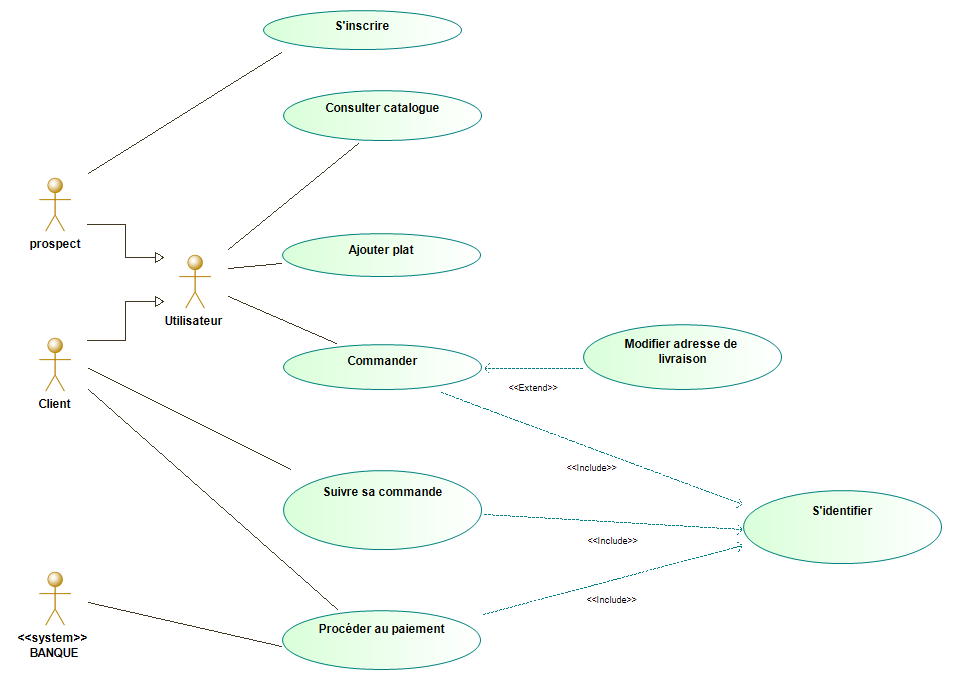 S'inscrire
Consulter catalogue
prospect
Ajouter plat
Utilisateur
Commander
Modifier adresse de
livraison
<<Extend>>
Client
<<Include>>
Suivre sa commande
S'identifier
<<Include>>
<<Include>>
Procéder au paiement
<<system>>
BANQUE